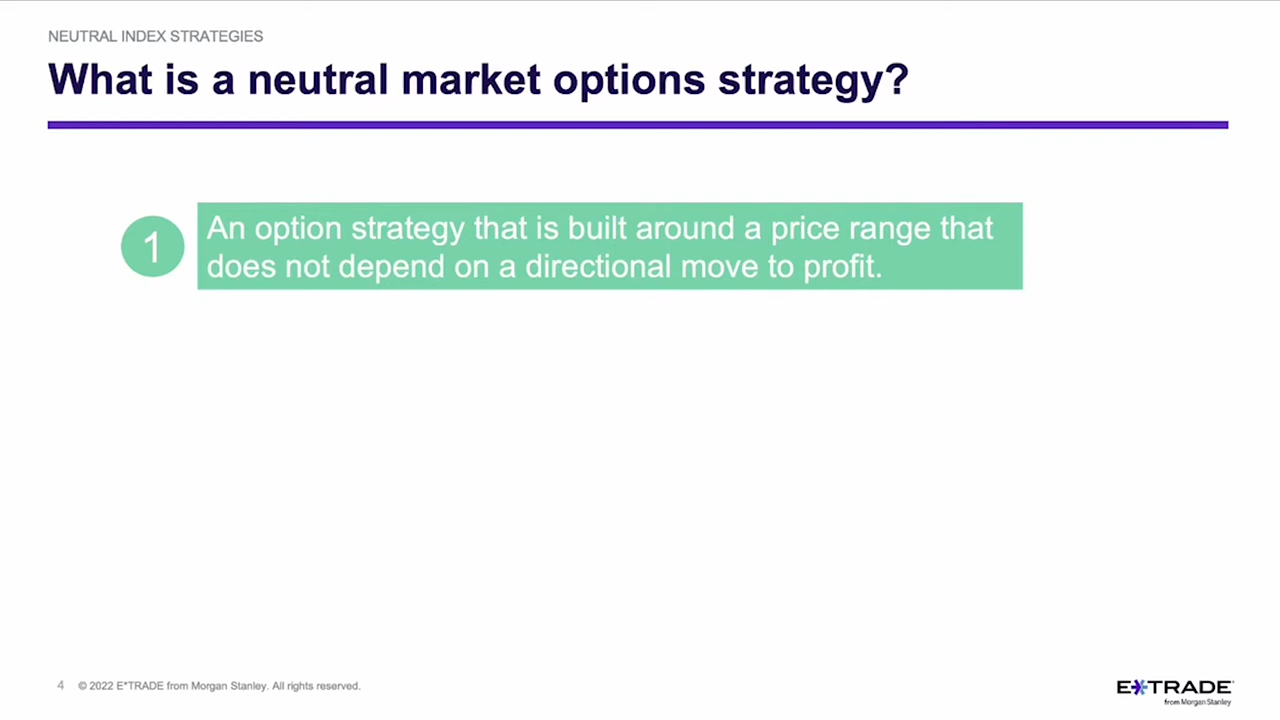 NEUTRAL INDEX STRATEGIES
What is a neutral market options strategy?
1
An option strategy that is built around a price range that
does not depend on a directional move to profit.
4 © 2022 E*TRADE from Morgan Stanley. All rights reserved.
E*TRADE
from Morgan Stanley